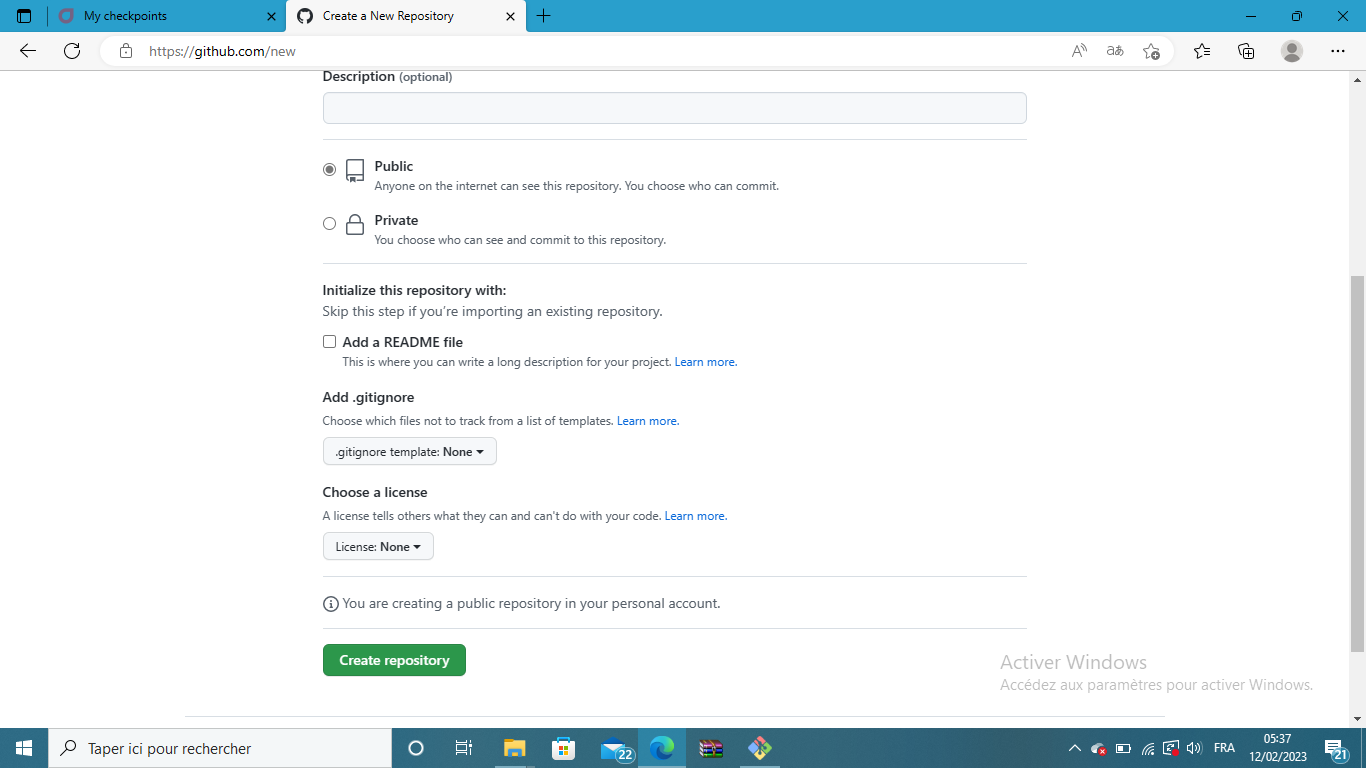 My checkpoints
Create a New Repository
https://github.com/new
A
aあ
Description (optional)
Public
Anyone on the internet can see this repository. You choose who can commit.
Private
You choose who can see and commit to this repository.
Initialize this repository with:
Skip this step if you're importing an existing repository.
Add a README file
This is where you can write a long description for your project. Learn more.
Add .gitignore
Choose which files not to track from a list of templates. Learn more.
.gitignore template: None
Choose a license
A license tells others what they can and can't do with your code. Learn more.
License: None
You are creating a public repository in your personal account.
Create repository
Activer Windows
Accédez aux paramètres pour activer Windows.
Taper ici pour rechercher
22
FRA
05:37
12/02/2023
21